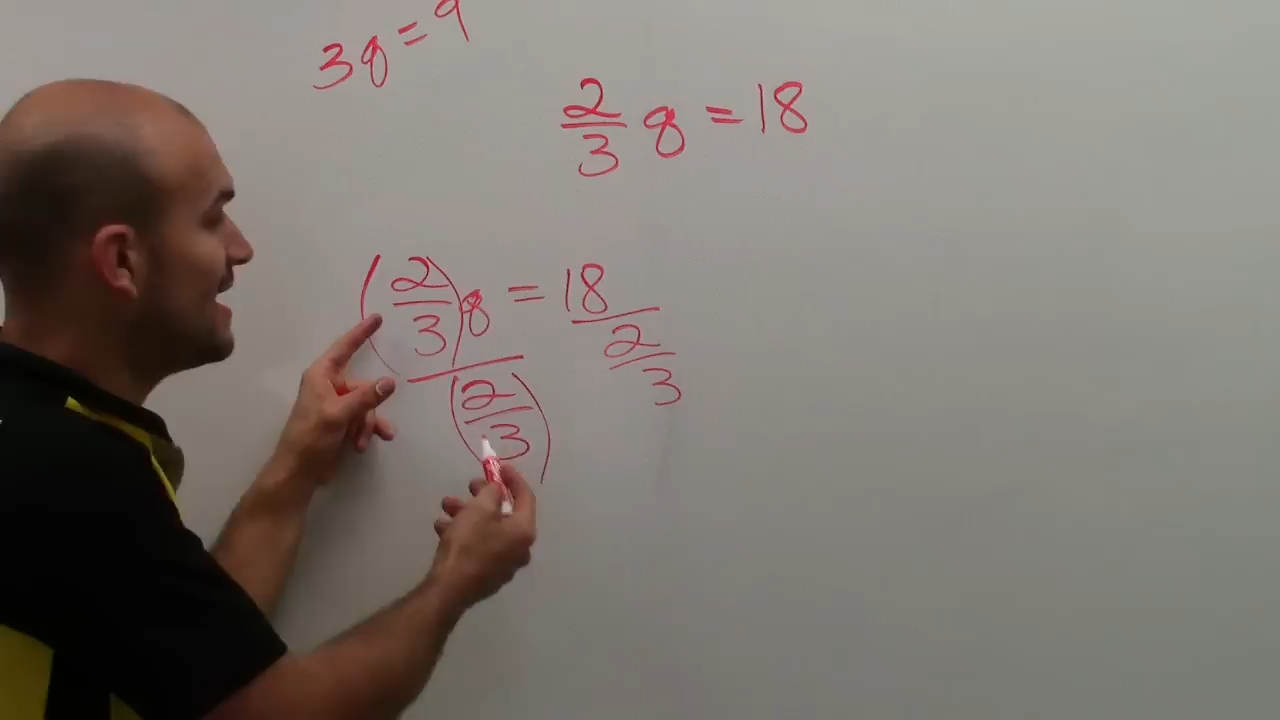 3q = 9
2/3 q = 18
(2/3)q / (2/3) = 18 / 2/3